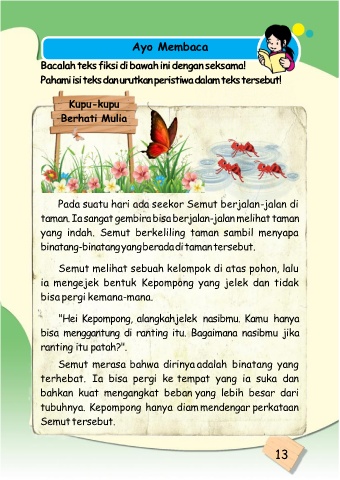 Ayo Membaca
Bacalah teks fiksi di bawah ini dengan seksama!
Pahami isi teks dan urutkan peristiwa dalam teks tersebut!
Kupu-kupu
Berhati Mulia
Pada suatu hari ada seekor Semut berjalan-jalan di
taman. Ia sangat gembira bisa berjalan-jalan melihat taman
yang indah. Semut berkeliling taman sambil menyapa
binatang-binatang yang berada di taman tersebut.
Semut melihat sebuah kelompok di atas pohon, lalu
ia mengejek bentuk Kepompong yang jelek dan tidak
bisa pergi kemana-mana.
"Hei Kepompong, alangkah jelek nasibmu. Kamu hanya
bisa menggantung di ranting itu. Bagaimana nasibmu jika
ranting itu patah?".
Semut merasa bahwa dirinya adalah binatang yang
terhebat. Ia bisa pergi ke tempat yang ia suka dan
bahkan kuat mengangkat beban yang lebih besar dari
tubuhnya. Kepompong hanya diam mendengar perkataan
Semut tersebut.
13